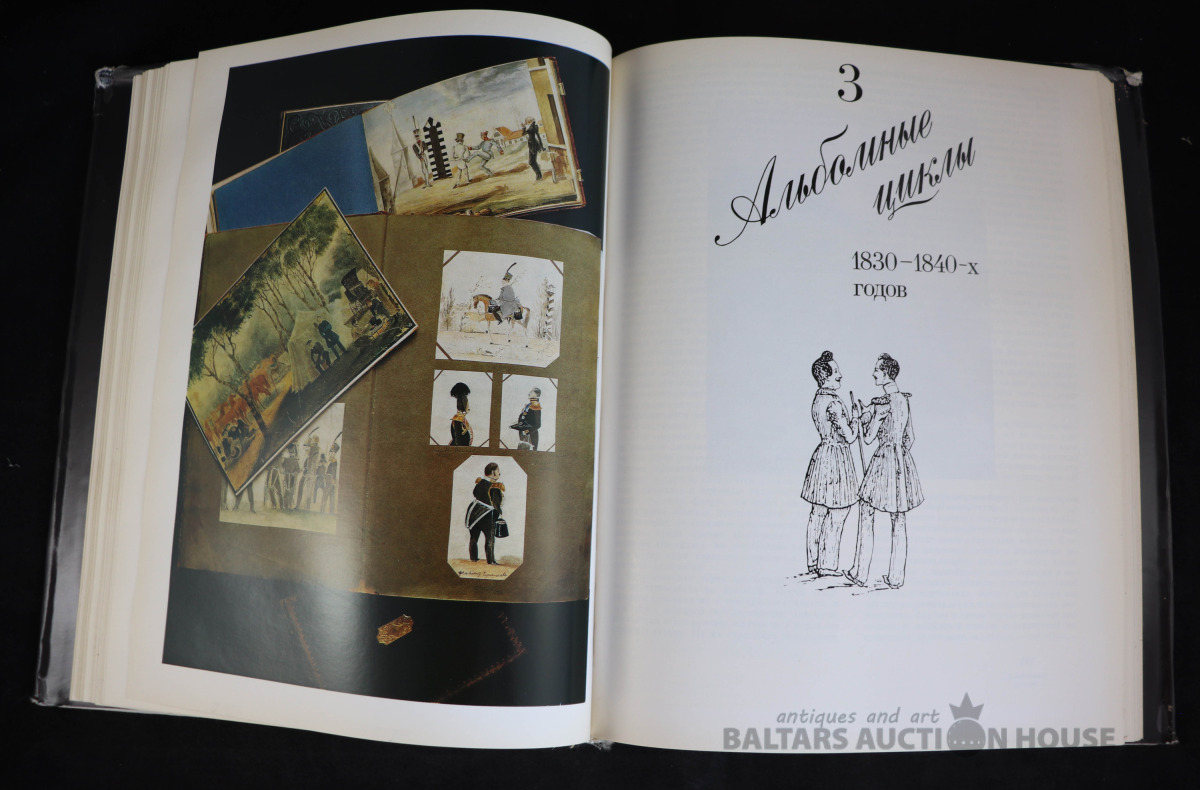 3
Альбомные
циклы
1830–1840-х
годов
antiques and art
BALTARS AUCTION HOUSE